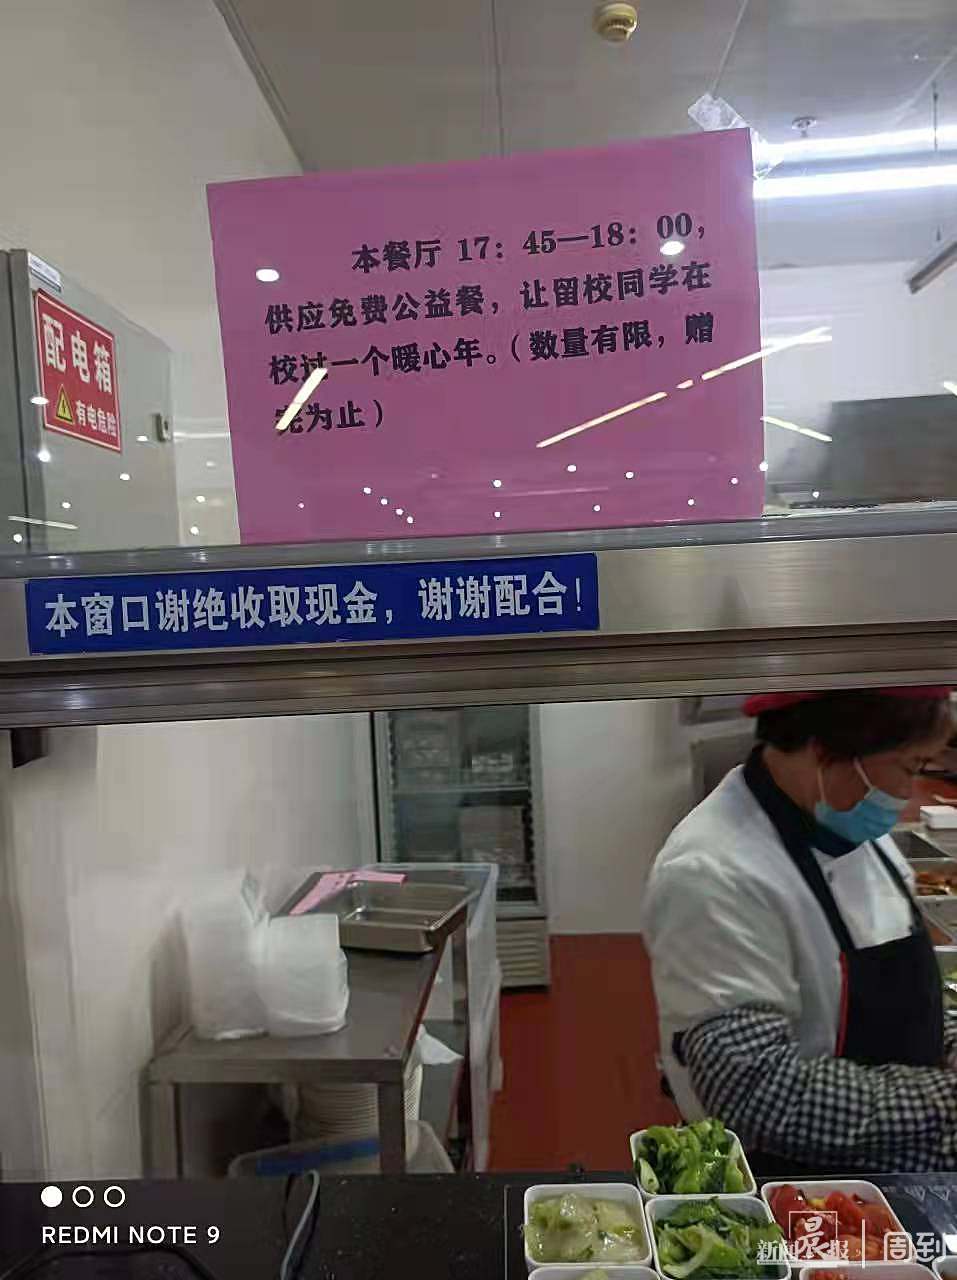 本餐厅 17：45—18：00，
供应免费公益餐，让留校同学在
校过一个暖心年。（数量有限，赠
完为止）
配电箱
有电危险
本窗口谢绝收取现金，谢谢配合！
REDMI NOTE 9
新闻晨报 周到